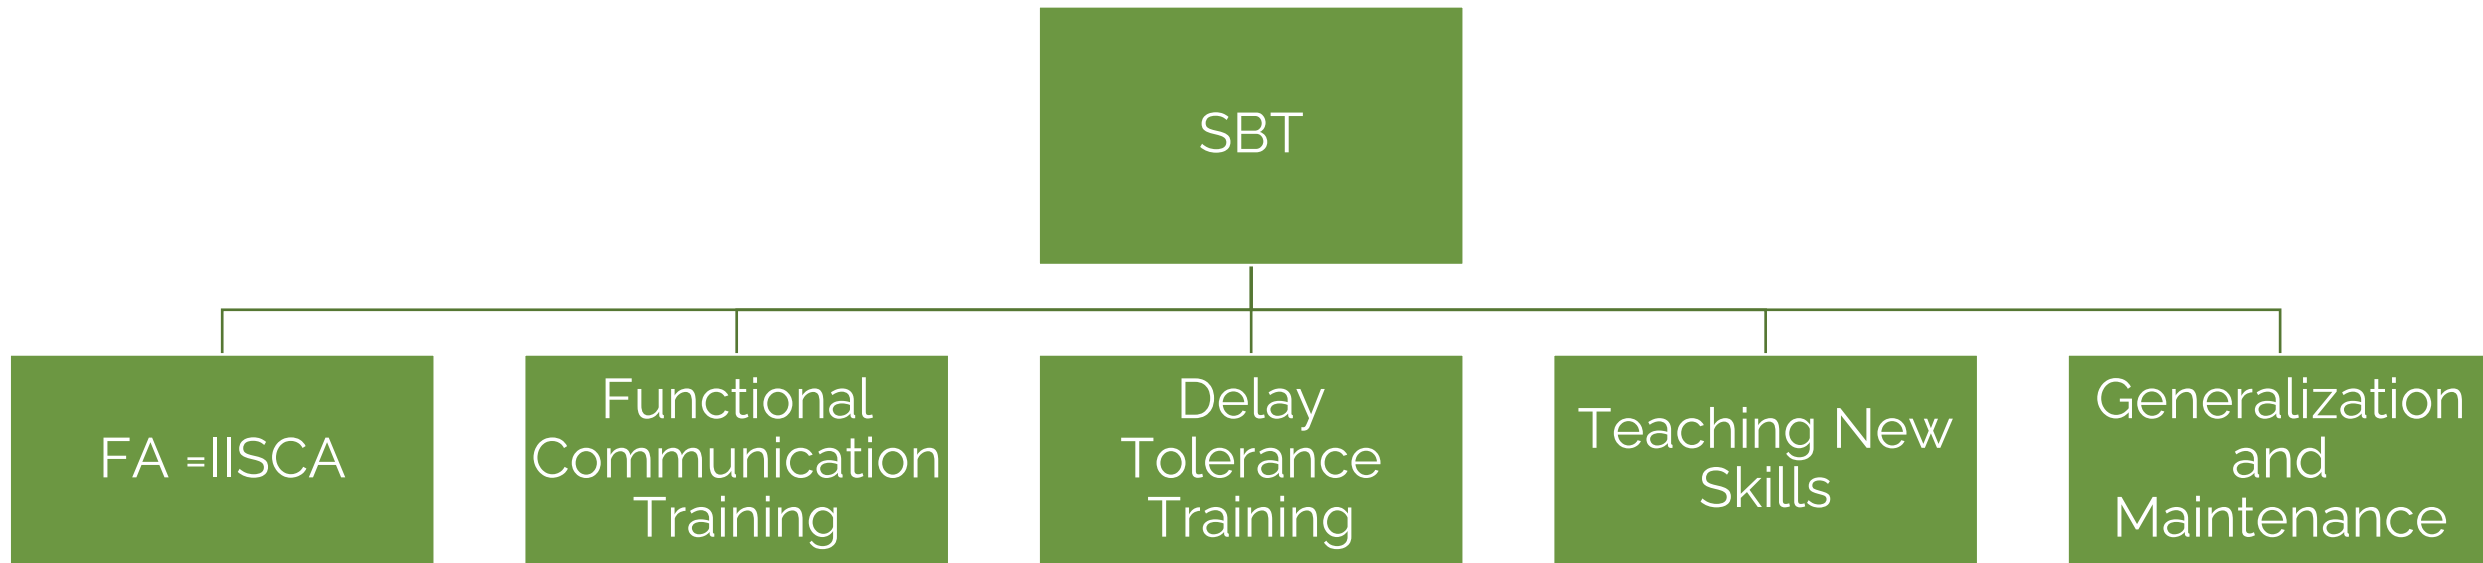 SBT
FA =IISCA
Functional
Communication
Training
Delay
Tolerance
Training
Teaching New
Skills
Generalization
and
Maintenance